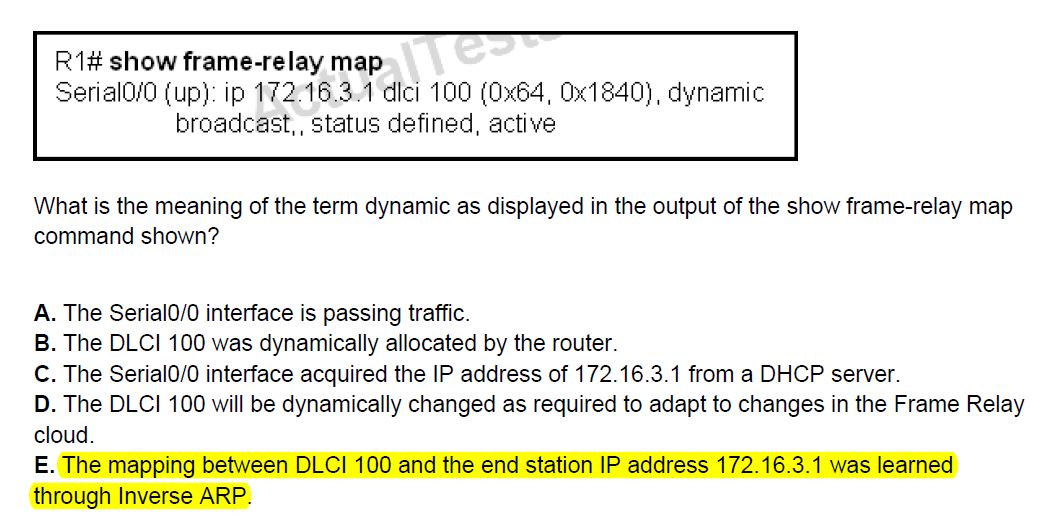 R1# show frame-relay map
Serial0/0 (up): ip 172.16.3.1 dlci 100 (0x64, 0x1840), dynamic
broadcast,, status defined, active
What is the meaning of the term dynamic as displayed in the output of the show frame-relay map
command shown?
A. The Serial0/0 interface is passing traffic.
B. The DLCI 100 was dynamically allocated by the router.
C. The Serial0/0 interface acquired the IP address of 172.16.3.1 from a DHCP server.
D. The DLCI 100 will be dynamically changed as required to adapt to changes in the Frame Relay
cloud.
E. The mapping between DLCI 100 and the end station IP address 172.16.3.1 was learned
through Inverse ARP.